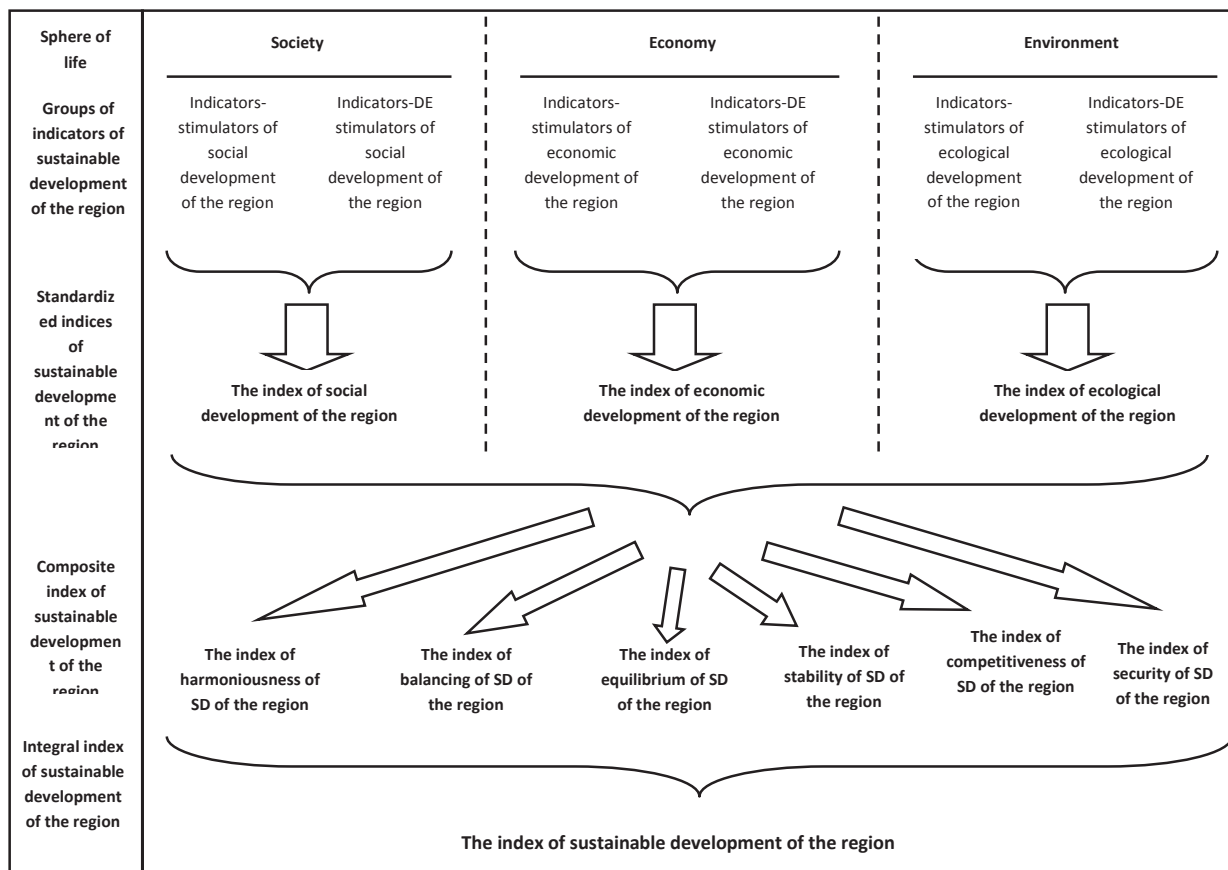 Sphere of
life
Society
Economy
Environment
Groups of
indicators of
sustainable
development
of the region
Indicators-
stimulators of
social
development
of the region
Indicators-DE
stimulators of
social
development of
the region
Indicators-
stimulators of
economic
development of
the region
Indicators-DE
stimulators of
economic
development of
the region
Indicators-
stimulators of
ecological
development
of the region
Indicators-DE
stimulators of
ecological
development of
the region
Standardiz
ed indices
of
sustainable
developme
nt of the
region
The index of social
development of the region
The index of economic
development of the region
The index of ecological
development of the region
Composite
index of
sustainable
developmen
t of the
region
The index of
harmoniousness of
SD of the region
The index of
balancing of SD of
the region
The index of
equilibrium of SD
of the region
The index of
stability of SD of
the region
The index of
competitiveness of
SD of the region
The index of
security of SD
of the region
Integral index
of sustainable
development
of the region
The index of sustainable development of the region